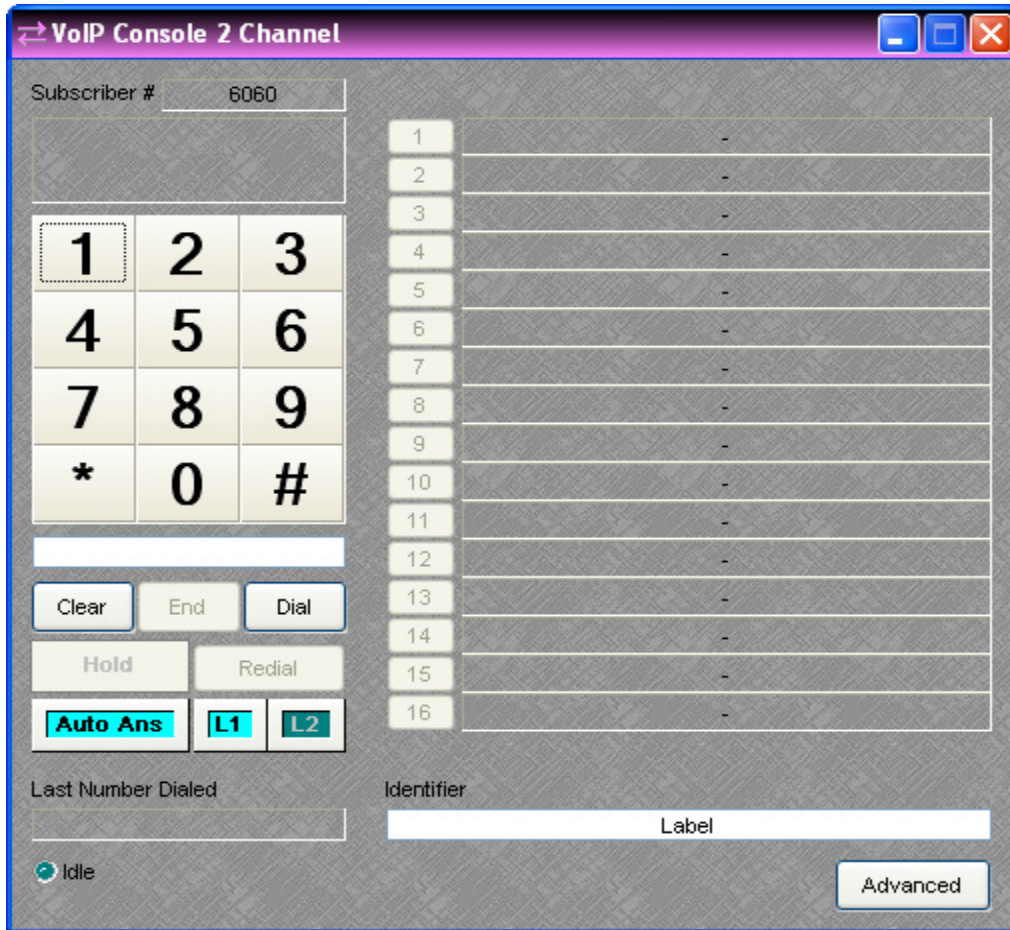 VoIP Console 2 Channel
Subscriber # 6060
1 2 3
4 5 6
7 8 9
* 0 #
Clear End Dial
Hold Redial
Auto Ans L1 L2
Last Number Dialed
Idle
1 -
2 -
3 -
4 -
5 -
6 -
7 -
8 -
9 -
10 -
11 -
12 -
13 -
14 -
15 -
16 -
Identifier
Label
Advanced